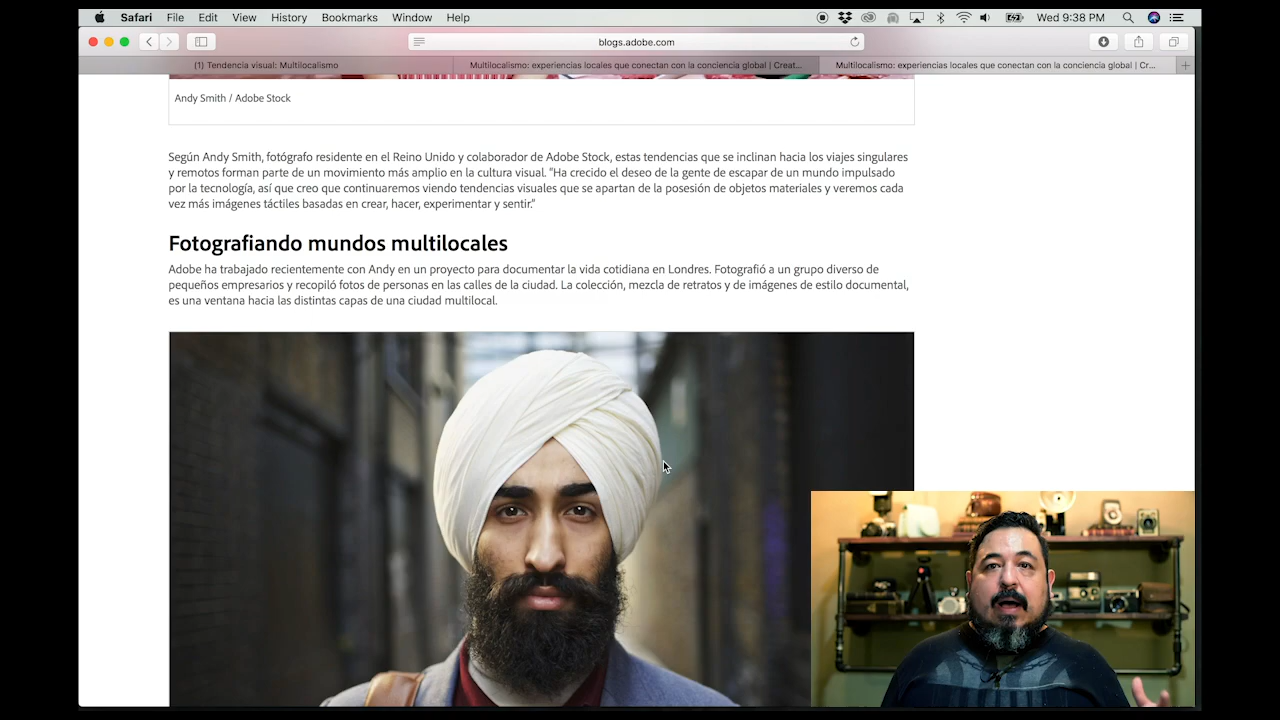 Safari File Edit View History Bookmarks Window Help Wed 9:38 PM
blogs.adobe.com
(1) Tendencia visual: Multilocalismo
Multilocalismo: experiencias locales que conectan con la conciencia global | Creat...
Multilocalismo: experiencias locales que conectan con la conciencia global | Cr...
Andy Smith / Adobe Stock
Según Andy Smith, fotógrafo residente en el Reino Unido y colaborador de Adobe Stock, estas tendencias que se inclinan hacia los viajes singulares
y remotos forman parte de un movimiento más amplio en la cultura visual. "Ha crecido el deseo de la gente de escapar de un mundo impulsado
por la tecnología, así que creo que continuaremos viendo tendencias visuales que se apartan de la posesión de objetos materiales y veremos cada
vez más imágenes táctiles basadas en crear, hacer, experimentar y sentir."
Fotografiando mundos multilocales
Adobe ha trabajado recientemente con Andy en un proyecto para documentar la vida cotidiana en Londres. Fotografió a un grupo diverso de
pequeños empresarios y recopiló fotos de personas en las calles de la ciudad. La colección, mezcla de retratos y de imágenes de estilo documental,
es una ventana hacia las distintas capas de una ciudad multilocal.